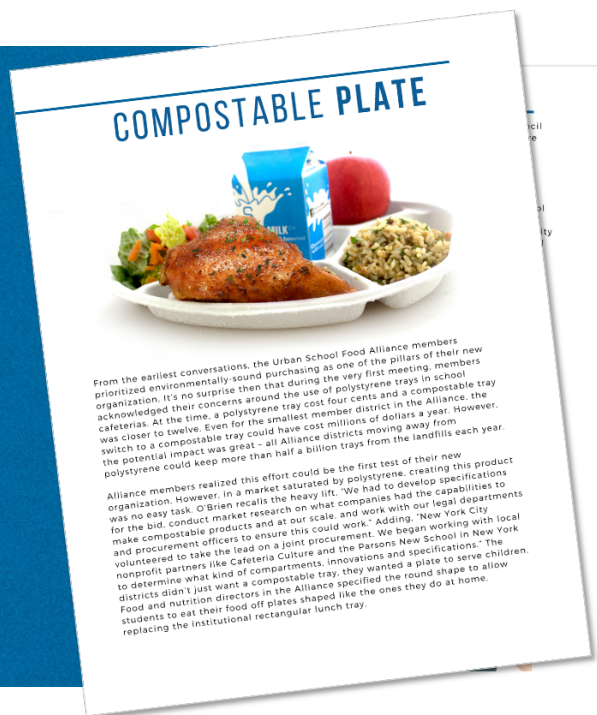 COMPOSTABLE PLATE
MILK
From the earliest conversations, the Urban School Food Alliance members
prioritized environmentally-sound purchasing as one of the pillars of their new
organization. It's no surprise then that during the very first meeting, members
acknowledged their concerns around the use of polystyrene trays in school
cafeterias. At the time, a polystyrene tray cost four cents and a compostable tray
was closer to twelve. Even for the smallest member district in the Alliance, the
switch to a compostable tray could have cost millions of dollars a year. However,
the potential impact was great – all Alliance districts moving away from
polystyrene could keep more than half a billion trays from the landfills each year.
Alliance members realized this effort could be the first test of their new
organization. However, in a market saturated by polystyrene, creating this product
was no easy task. O'Brien recalls the heavy lift. "We had to develop specifications
for the bid, conduct market research on what companies had the capabilities to
make compostable products and at our scale, and work with our legal departments
and procurement officers to ensure this could work." Adding, "New York City
volunteered to take the lead on a joint procurement. We began working with local
nonprofit partners like Cafeteria Culture and the Parsons New School in New York
to determine what kind of compartments, innovations and specifications." The
districts didn't just want a compostable tray, they wanted a plate to serve children.
Food and nutrition directors in the Alliance specified the round shape to allow
students to eat their food off plates shaped like the ones they do at home,
replacing the institutional rectangular lunch tray.